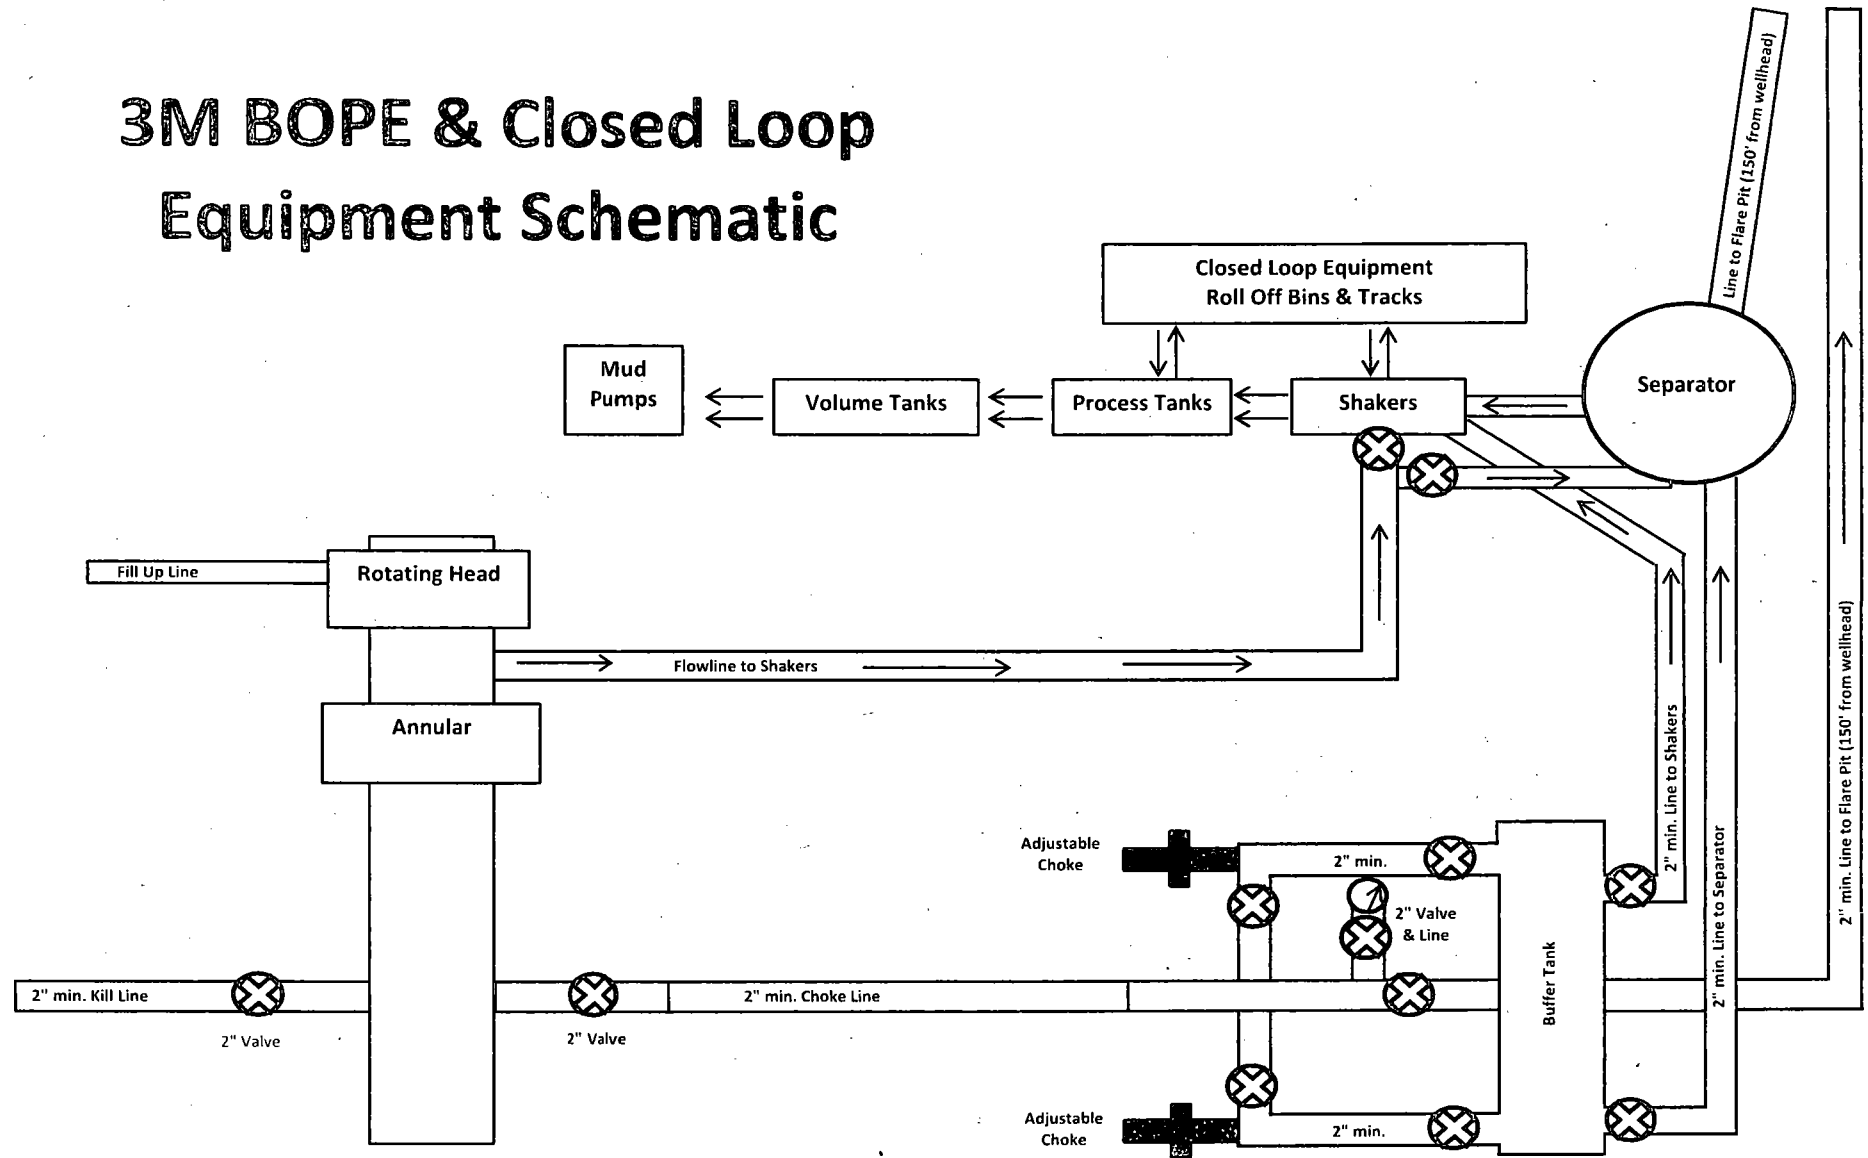 3M BOPE & Closed Loop
Equipment Schematic
Line to Flare Pit (150' from wellhead)
Closed Loop Equipment
Roll Off Bins & Tracks
Mud
Pumps
Volume Tanks
Process Tanks
Shakers
Separator
Fill Up Line
Rotating Head
Flowline to Shakers
Annular
2" min. Line to Shakers
2" min. Line to Separator
2" min. Line to Flare Pit (150' from wellhead)
Adjustable
Choke
2" min.
2" Valve
& Line
Buffer Tank
2" min. Kill Line
2" Valve
2" min. Choke Line
2" Valve
Adjustable
Choke
2" min.